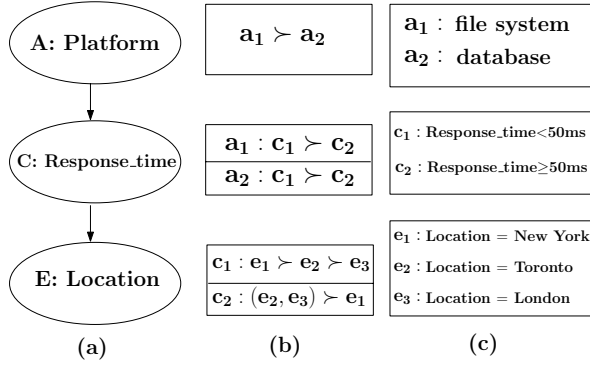 A: Platform
a₁ ≻ a₂
a₁ : file system
a₂ : database
C: Response_time
a₁ : c₁ ≻ c₂
a₂ : c₁ ≻ c₂
c₁ : Response_time<50ms
c₂ : Response_time≥50ms
E: Location
c₁ : e₁ ≻ e₂ ≻ e₃
c₂ : (e₂, e₃) ≻ e₁
e₁ : Location = New York
e₂ : Location = Toronto
e₃ : Location = London
(a)
(b)
(c)